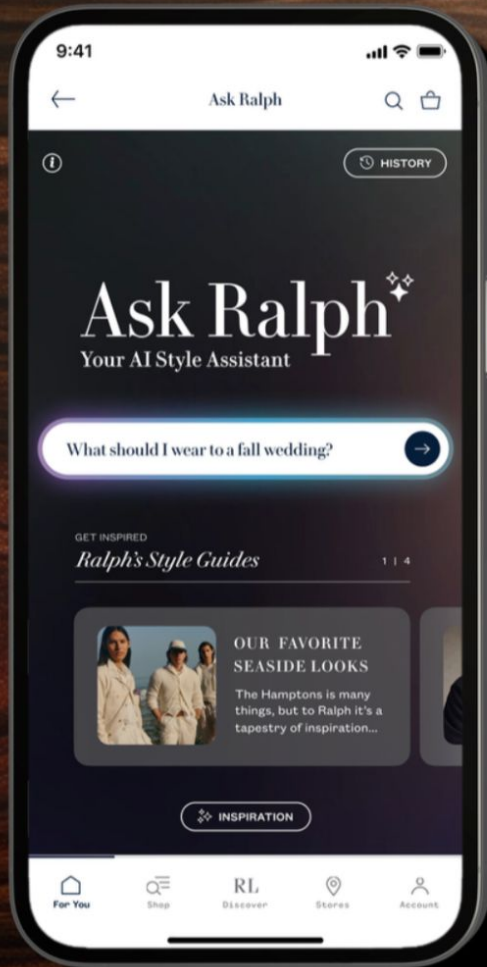 9:41
Ask Ralph
i
HISTORY
Ask Ralph
Your AI Style Assistant
What should I wear to a fall wedding?
GET INSPIRED
Ralph's Style Guides
1 | 4
OUR FAVORITE
SEASIDE LOOKS
The Hamptons is many
things, but to Ralph it's a
tapestry of inspiration...
INSPIRATION
For You
Shop
RL
Discover
Stores
Account